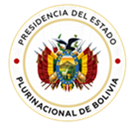 PRESIDENCIA DEL ESTADO
PLURINACIONAL DE BOLIVIA